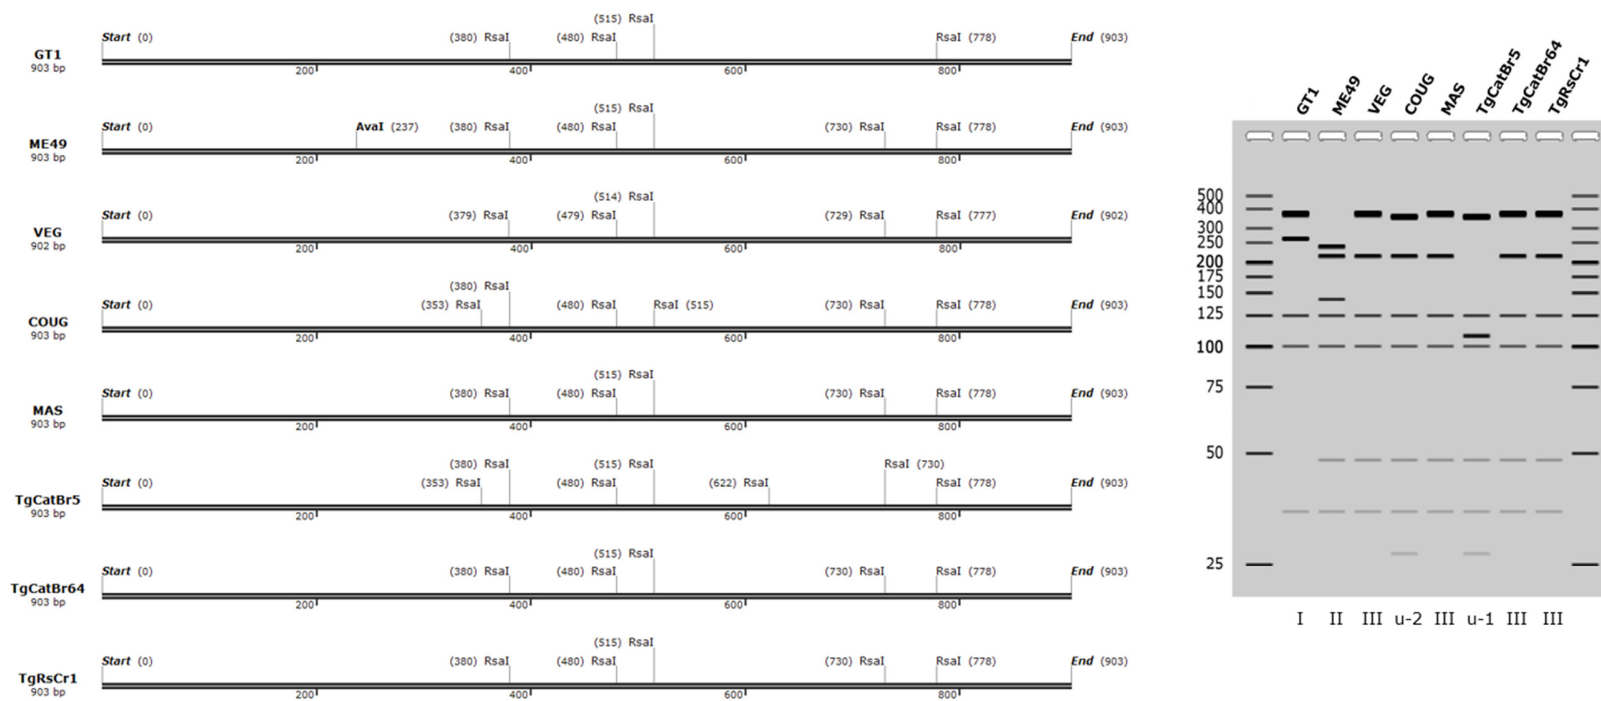 (515) RsaI
Start (0) (380) RsaI (480) RsaI RsaI (778) End (903)
GT1
903 bp
200 400 600 800
(515) RsaI
Start (0) AvaI (237) (380) RsaI (480) RsaI (730) RsaI RsaI (778) End (903)
ME49
903 bp
200 400 600 800
(514) RsaI
Start (0) (379) RsaI (479) RsaI (729) RsaI RsaI (777) End (902)
VEG
902 bp
200 400 600 800
(380) RsaI
Start (0) (353) RsaI (480) RsaI RsaI (515) (730) RsaI RsaI (778) End (903)
COUG
903 bp
200 400 600 800
(515) RsaI
Start (0) (380) RsaI (480) RsaI (730) RsaI RsaI (778) End (903)
MAS
903 bp
200 400 600 800
(380) RsaI (515) RsaI RsaI (730)
Start (0) (353) RsaI (480) RsaI (622) RsaI RsaI (778) End (903)
TgCatBr5
903 bp
200 400 600 800
(515) RsaI
Start (0) (380) RsaI (480) RsaI (730) RsaI RsaI (778) End (903)
TgCatBr64
903 bp
200 400 600 800
(515) RsaI
Start (0) (380) RsaI (480) RsaI (730) RsaI RsaI (778) End (903)
TgRsCr1
903 bp
200 400 600 800
GT1 ME49 VEG COUG MAS TgCatBr5 TgCatBr64 TgRsCr1
500
400
300
250
200
175
150
125
100
75
50
25
I II III u-2 III u-1 III III